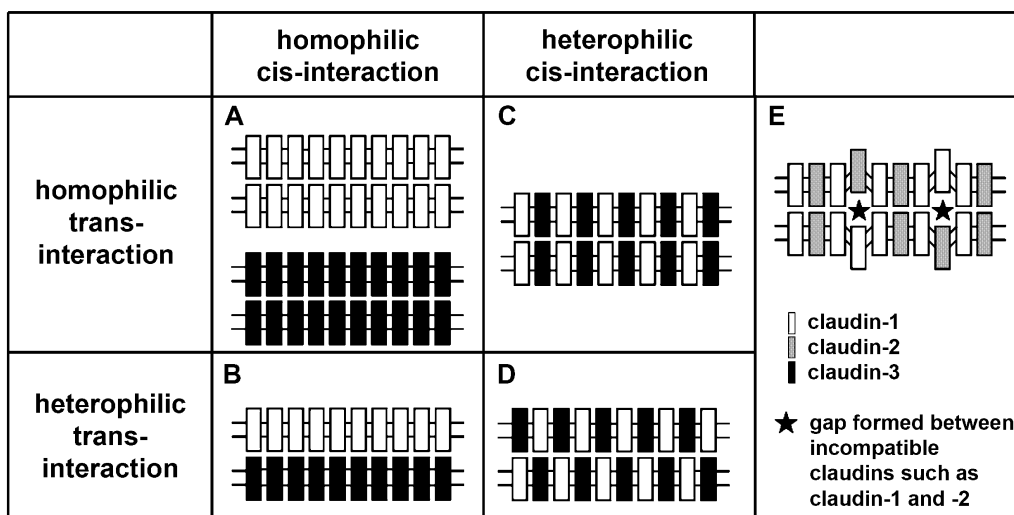 homophilic
cis-interaction
heterophilic
cis-interaction
homophilic
trans-
interaction
A
C
E
claudin-1
claudin-2
claudin-3
heterophilic
trans-
interaction
B
D
gap formed between
incompatible
claudins such as
claudin-1 and -2